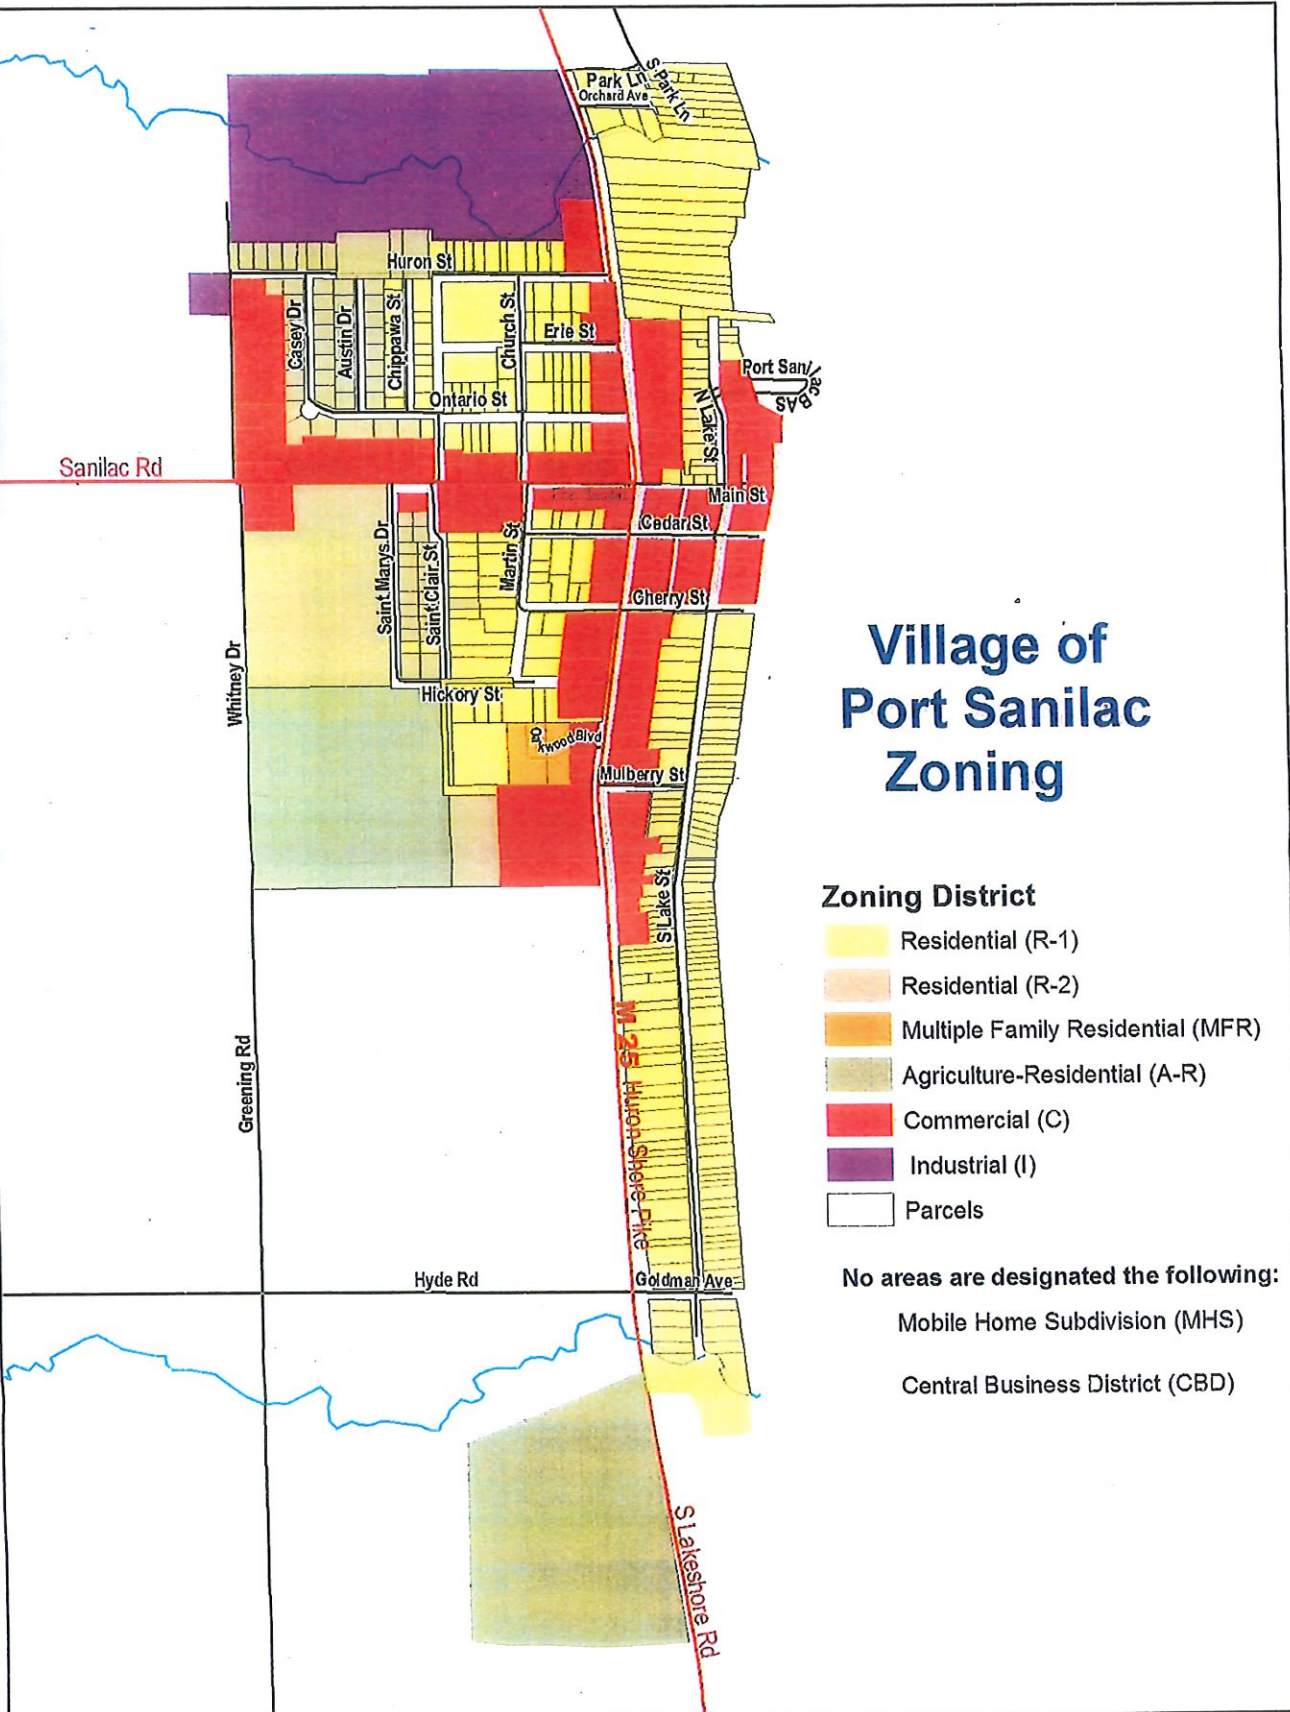 Park Ln
S Park Ln
Orchard Ave
Huron St
Casey Dr
Austin Dr
Chippawa St
Church St
Erie St
Ontario St
Port Sanilac BAS
N Lake St
Sanilac Rd
Main St
Cedar St
Saint Marys Dr
Saint Clair St
Martin St
Cherry St
Village of
Port Sanilac
Zoning
Whitney Dr
Hickory St
Oakwood Blvd
Mulberry St
S Lake St
Zoning District
Residential (R-1)
Residential (R-2)
Multiple Family Residential (MFR)
Agriculture-Residential (A-R)
Commercial (C)
Industrial (I)
Parcels
Greening Rd
M 25 Huron Shore Pike
Hyde Rd
Goldman Ave
No areas are designated the following:
Mobile Home Subdivision (MHS)
Central Business District (CBD)
S Lakeshore Rd